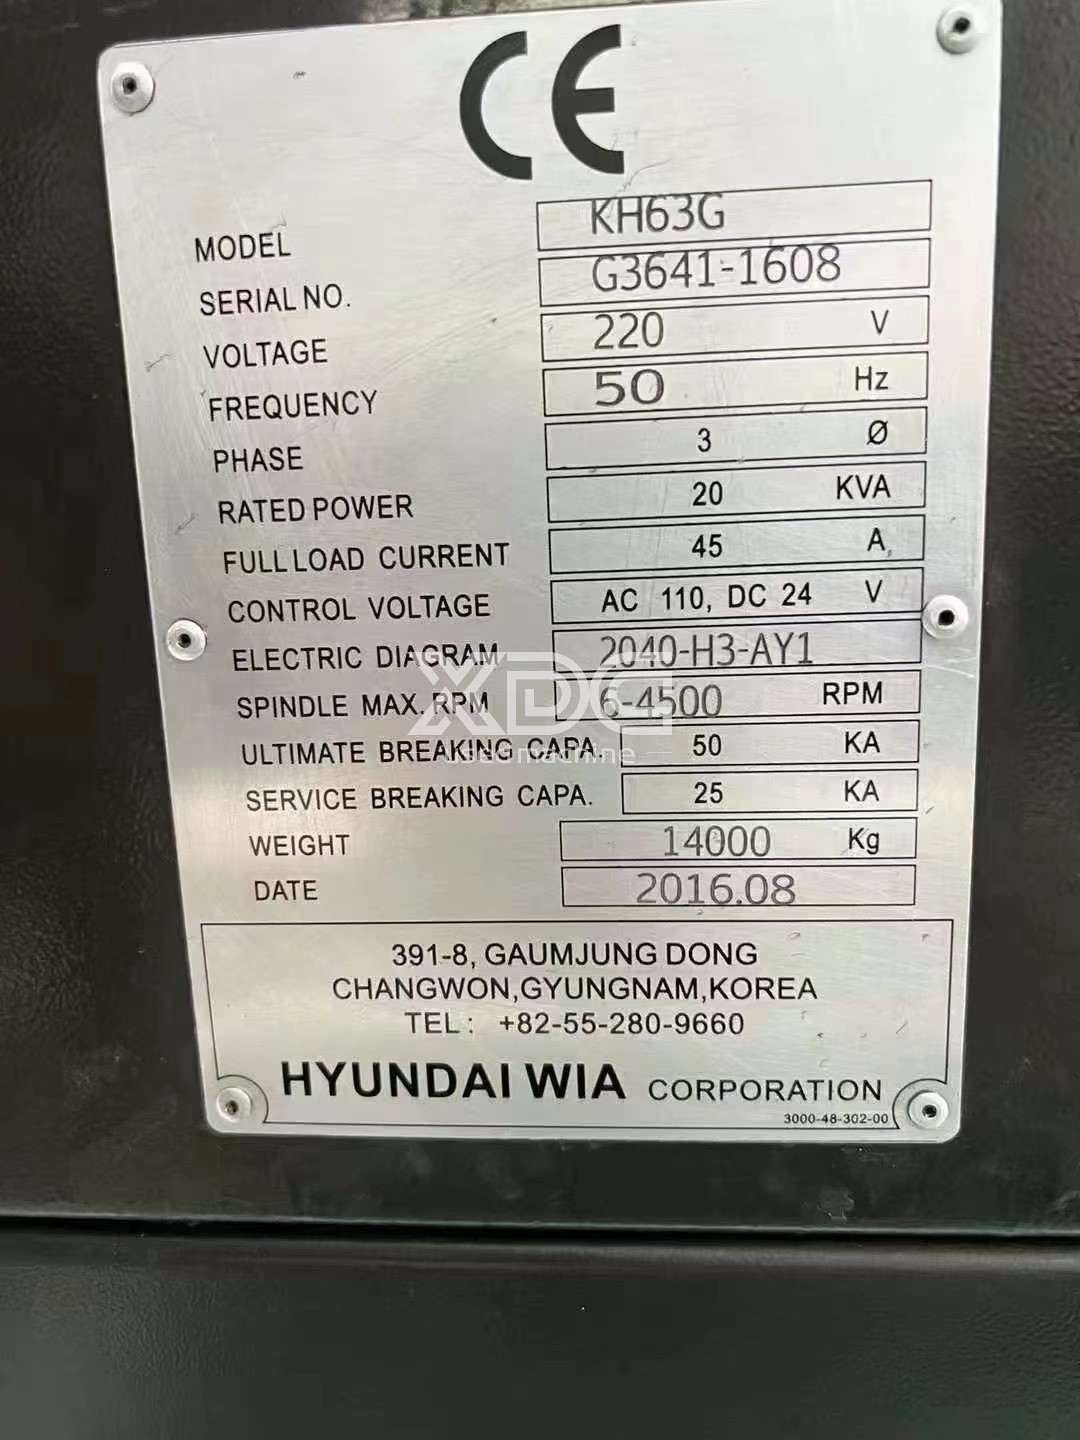 CE
MODEL KH63G
SERIAL NO. G3641-1608
VOLTAGE 220 V
FREQUENCY 50 Hz
PHASE 3 Ø
RATED POWER 20 KVA
FULL LOAD CURRENT 45 A
CONTROL VOLTAGE AC 110, DC 24 V
ELECTRIC DIAGRAM 2040-H3-AY1
SPINDLE MAX. RPM 6-4500 RPM
ULTIMATE BREAKING CAPA. 50 KA
SERVICE BREAKING CAPA. 25 KA
WEIGHT 14000 Kg
DATE 2016.08
XDG
used machine
391-8, GAUMJUNG DONG
CHANGWON,GYUNGNAM,KOREA
TEL : +82-55-280-9660
HYUNDAI WIA CORPORATION
3000-48-302-00